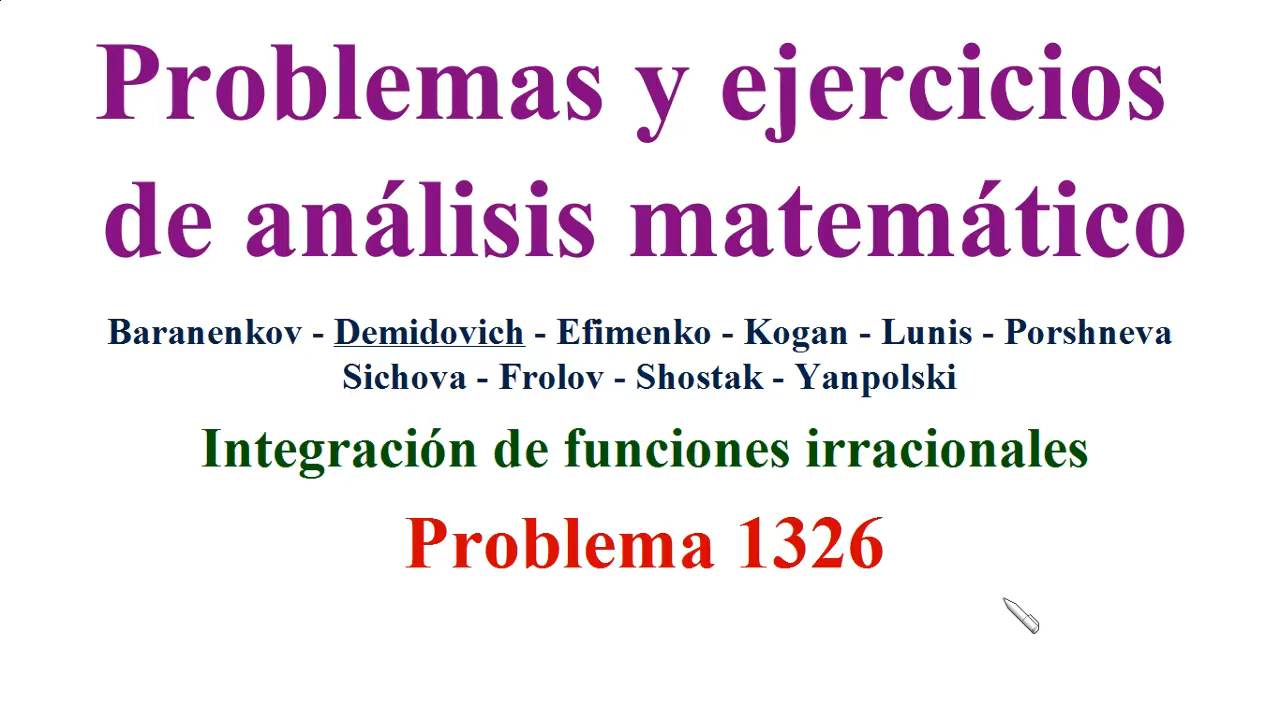 Problemas y ejercicios
de análisis matemático
Baranenkov - Demidovich - Efimenko - Kogan - Lunis - Porshneva
Sichova - Frolov - Shostak - Yanpolski
Integración de funciones irracionales
Problema 1326